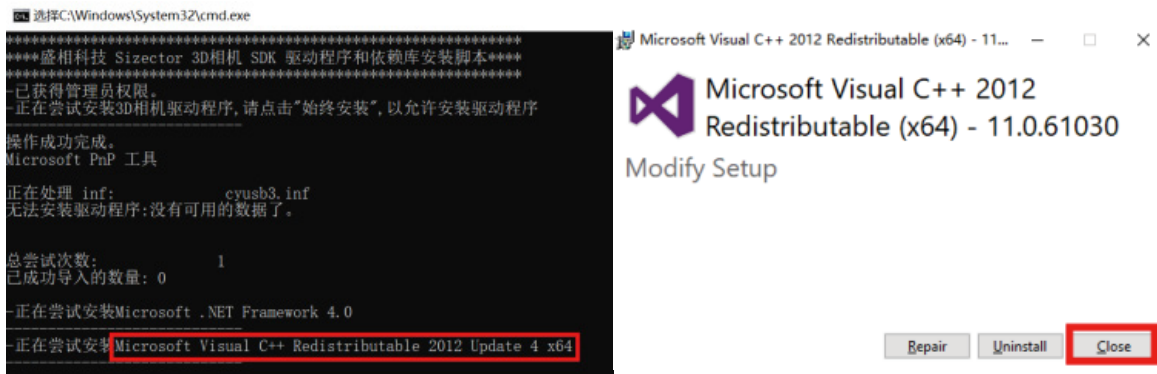 选择C:\Windows\System32\cmd.exe
**************************************************************
****盛相科技 Sizector 3D相机 SDK 驱动程序和依赖库安装脚本****
**************************************************************
-已获得管理员权限。
-正在尝试安装3D相机驱动程序,请点击"始终安装",以允许安装驱动程序
-----------------------------
操作成功完成。
Microsoft PnP 工具
正在处理 inf: cyusb3.inf
无法安装驱动程序:没有可用的数据了。
总尝试次数: 1
已成功导入的数量: 0
-正在尝试安装Microsoft .NET Framework 4.0
-----------------------------
-正在尝试安装Microsoft Visual C++ Redistributable 2012 Update 4 x64
-----------------------------
Microsoft Visual C++ 2012 Redistributable (x64) - 11...
Microsoft Visual C++ 2012
Redistributable (x64) - 11.0.61030
Modify Setup
Repair
Uninstall
Close